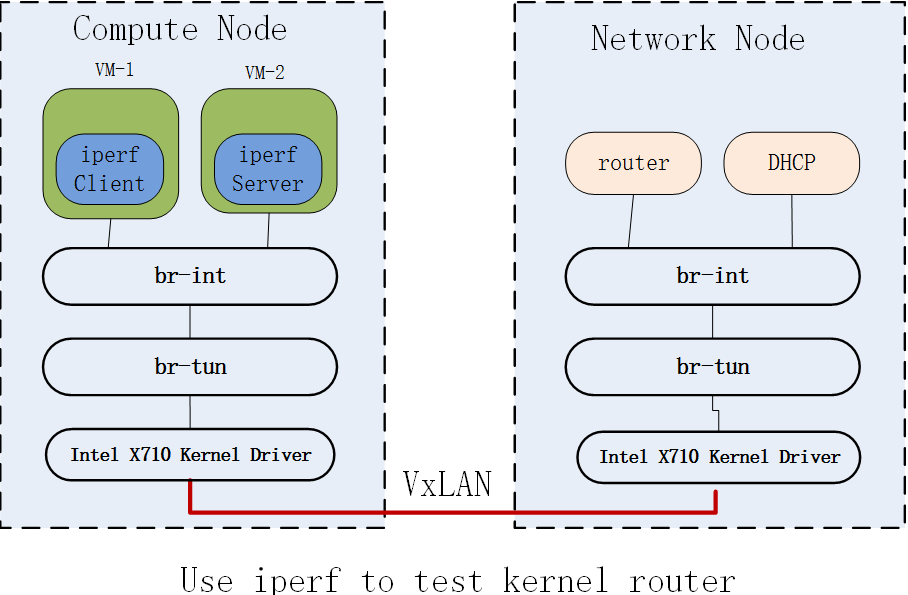 Compute Node
VM-1
VM-2
iperf
Client
iperf
Server
br-int
br-tun
Intel X710 Kernel Driver
Network Node
router
DHCP
br-int
br-tun
Intel X710 Kernel Driver
VxLAN
Use iperf to test kernel router